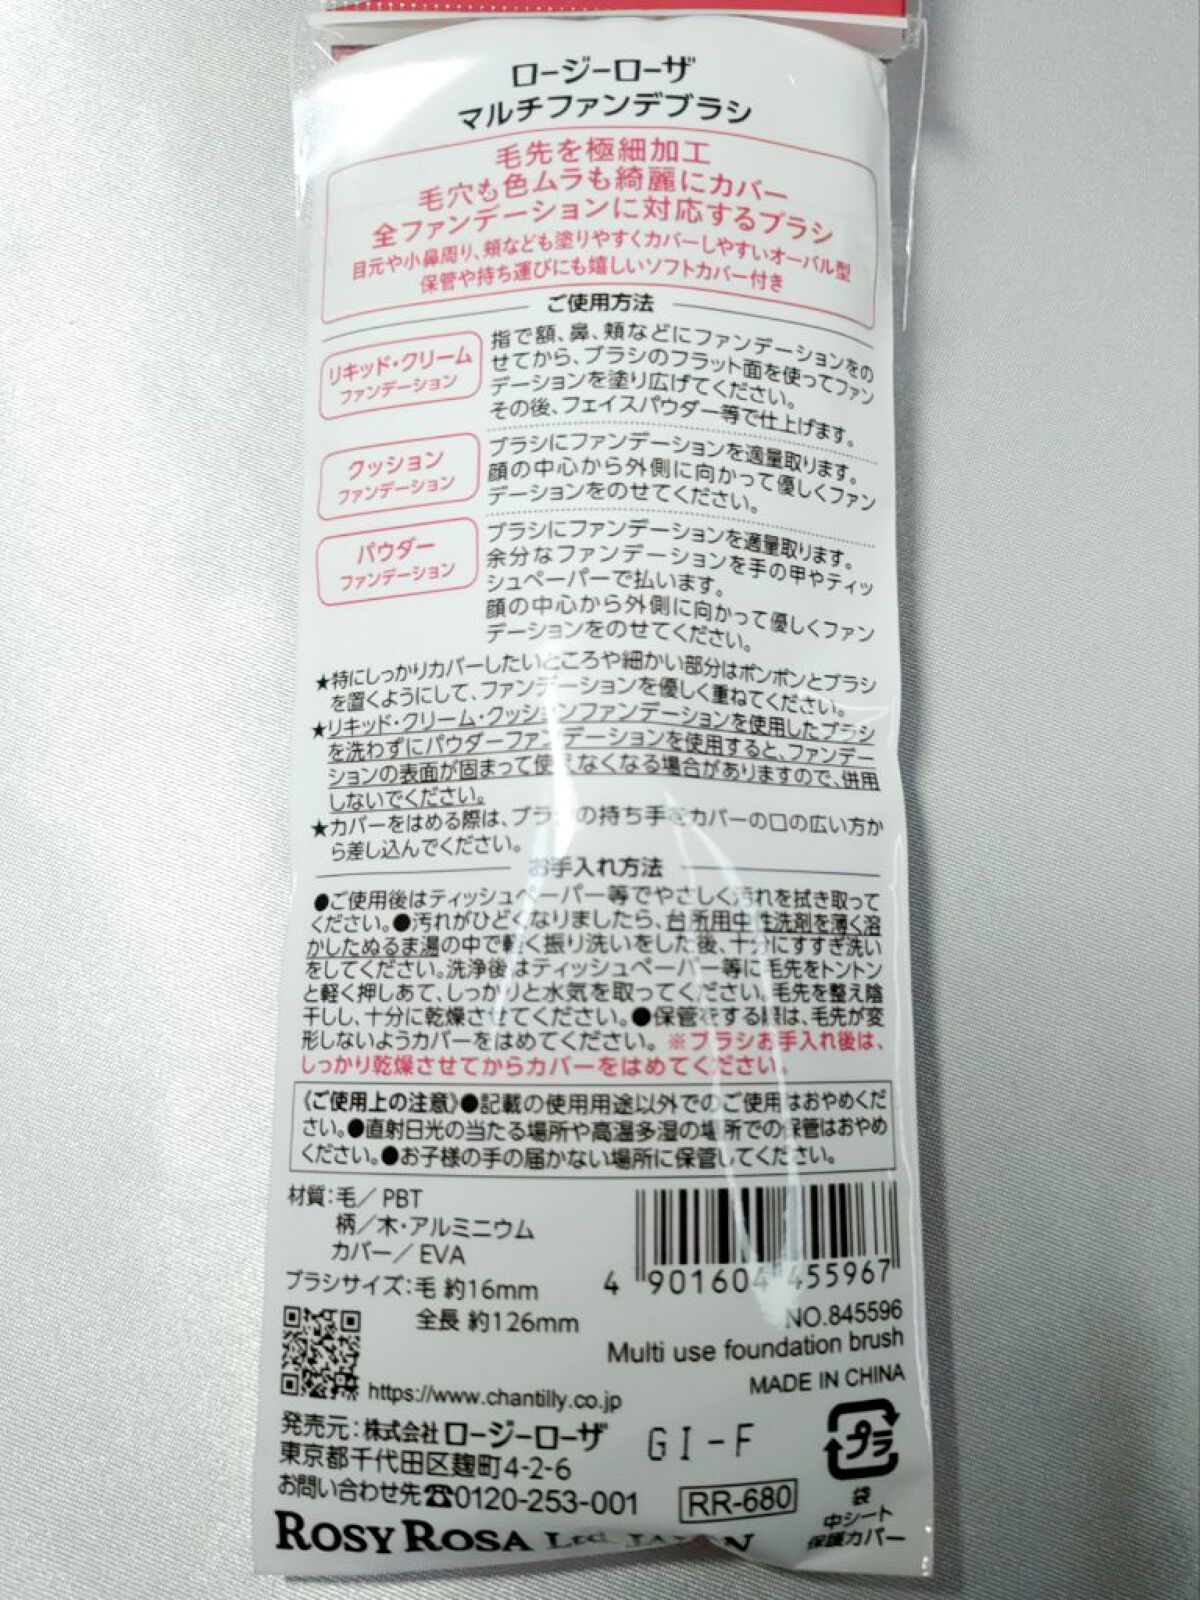 ロージーローザ
マルチファンデブラシ
毛先を極細加工
毛穴も色ムラも綺麗にカバー
全ファンデーションに対応するブラシ
目元や小鼻周り、頬なども塗りやすくカバーしやすいオーバル型
保管や持ち運びにも嬉しいソフトカバー付き
ご使用方法
リキッド・クリーム
ファンデーション
指で額、鼻、頬などにファンデーションをの
せてから、ブラシのフラット面を使ってファン
デーションを塗り広げてください。
その後、フェイスパウダー等で仕上げます。
クッション
ファンデーション
ブラシにファンデーションを適量取ります。
顔の中心から外側に向かって優しくファン
デーションをのせてください。
パウダー
ファンデーション
ブラシにファンデーションを適量取ります。
余分なファンデーションを手の甲やティッ
シュペーパーで払います。
顔の中心から外側に向かって優しくファン
デーションをのせてください。
★特にしっかりカバーしたいところや細かい部分はポンポンとブラシ
を置くようにして、ファンデーションを優しく重ねてください。
★リキッド・クリーム・クッションファンデーションを使用したブラシ
を洗わずにパウダーファンデーションを使用すると、ファンデー
ションの表面が固まって使えなくなる場合がありますので、併用
しないでください。
★カバーをはめる際は、ブラシの持ち手をカバーの口の広い方か
ら差し込んでください。
お手入れ方法
●ご使用後はティッシュペーパー等でやさしく汚れを拭き取って
ください。●汚れがひどくなりましたら、台所用中性洗剤を薄く溶
かしたぬるま湯の中で軽く振り洗いをした後、十分にすすぎ洗い
をしてください。洗浄後はティッシュペーパー等に毛先をトントン
と軽く押しあて、しっかりと水気を取ってください。毛先を整え陰
干しし、十分に乾燥させてください。●保管をする際は、毛先が変
形しないようカバーをはめてください。※ブラシお手入れ後は、
しっかり乾燥させてからカバーをはめてください。
《ご使用上の注意》●記載の使用用途以外でのご使用はおやめくだ
さい。●直射日光の当たる場所や高温多湿の場所での保管はおやめ
ください。●お子様の手の届かない場所に保管してください。
材質：毛／PBT
柄／木・アルミニウム
カバー／EVA
ブラシサイズ：毛 約16mm
全長 約126mm
4 901604 455967
NO.845596
Multi use foundation brush
MADE IN CHINA
https://www.chantilly.co.jp
発売元：株式会社ロージーローザ
東京都千代田区麹町4-2-6
お問い合わせ先☎0120-253-001
GI-F
RR-680
プラ
袋
中シート
保護カバー
ROSY ROSA Ltd. JAPAN